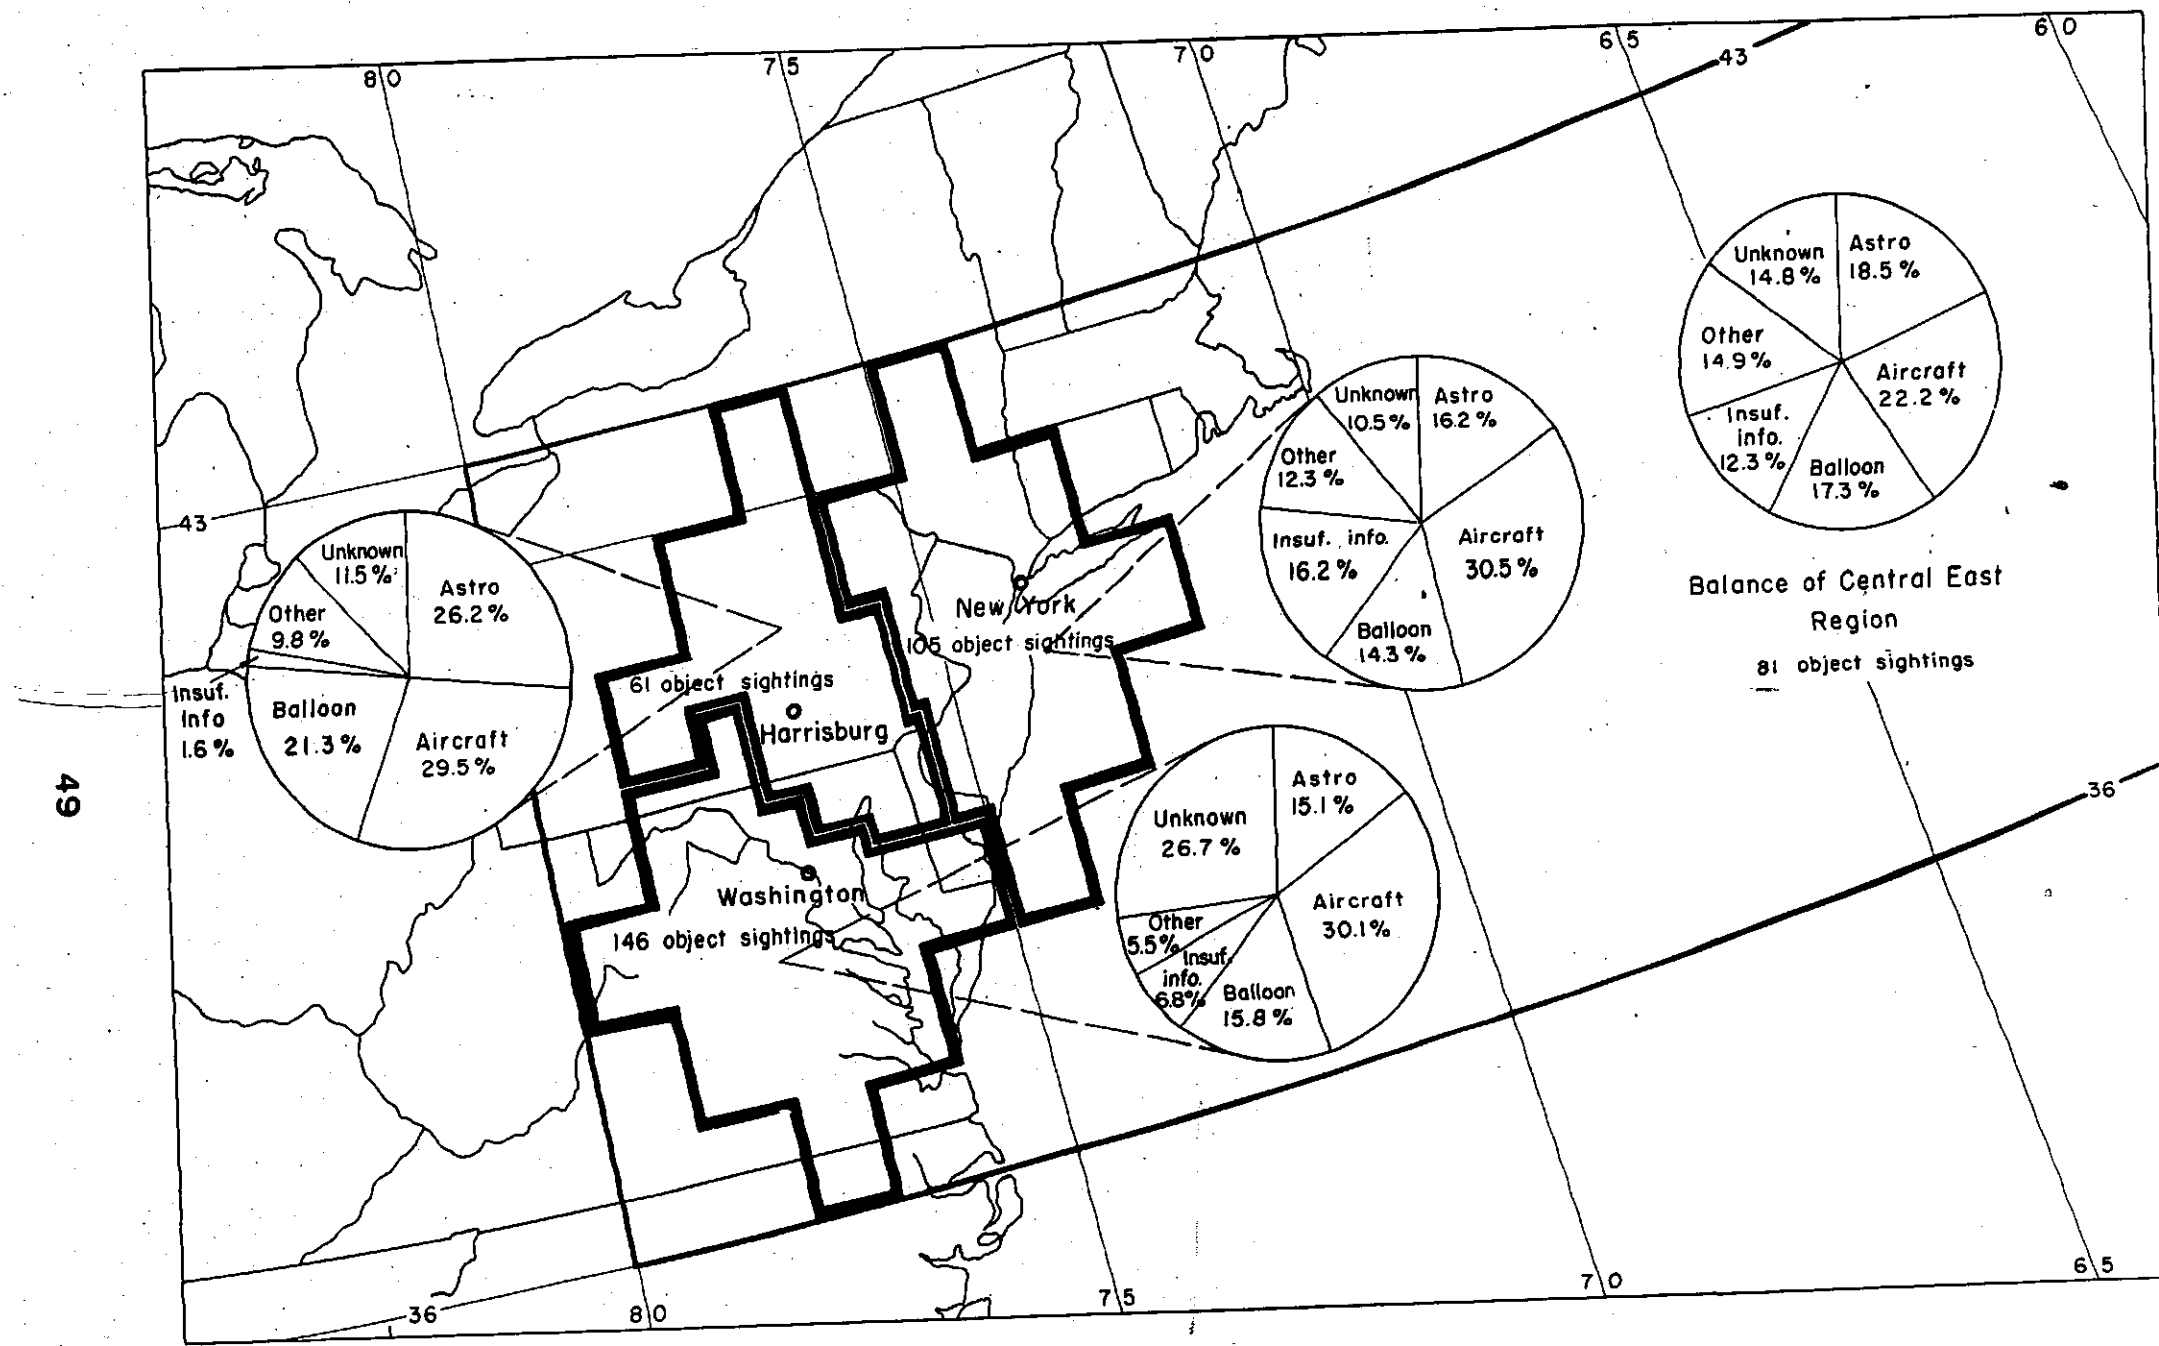 80
75
70
65
60
43
Unknown
14.8%
Astro
18.5%
Other
14.9%
Aircraft
22.2%
Insuf.
info.
12.3%
Balloon
17.3%
Balance of Central East
Region
81 object sightings
Unknown
10.5%
Astro
16.2%
Other
12.3%
Insuf. info.
16.2%
Aircraft
30.5%
Balloon
14.3%
43
Unknown
11.5%
Astro
26.2%
Other
9.8%
Insuf.
Info
1.6%
Balloon
21.3%
Aircraft
29.5%
New York
105 object sightings
61 object sightings
Harrisburg
Washington
146 object sightings
Unknown
26.7%
Astro
15.1%
Aircraft
30.1%
Other
5.5%
Insuf.
info.
6.8%
Balloon
15.8%
36
49
36
80
75
70
65